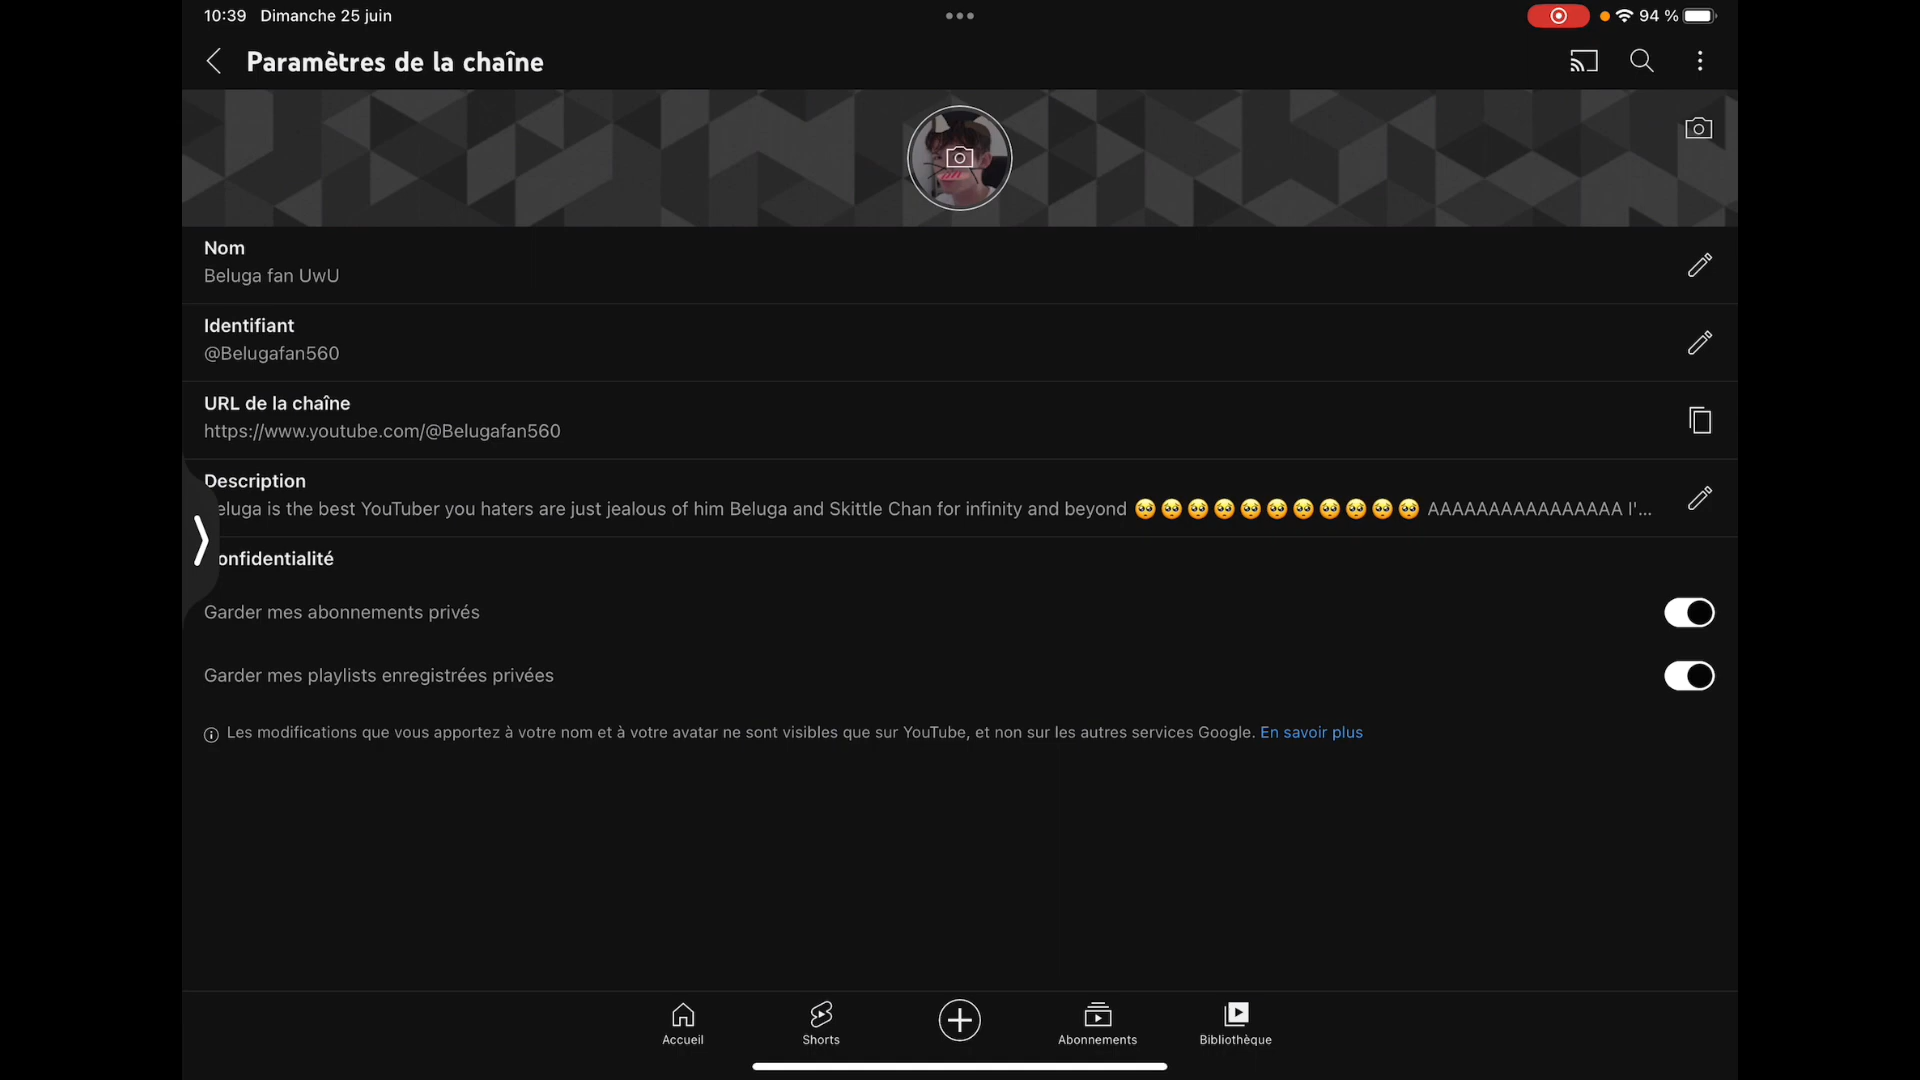 10:39 Dimanche 25 juin
94 %
Paramètres de la chaîne
Nom
Beluga fan UwU
Identifiant
@Belugafan560
URL de la chaîne
https://www.youtube.com/@Belugafan560
Description
eluga is the best YouTuber you haters are just jealous of him Beluga and Skittle Chan for infinity and beyond 🥺🥺🥺🥺🥺🥺🥺🥺🥺🥺🥺 AAAAAAAAAAAAAAAA I'...
onfidentialité
Garder mes abonnements privés
Garder mes playlists enregistrées privées
Les modifications que vous apportez à votre nom et à votre avatar ne sont visibles que sur YouTube, et non sur les autres services Google. En savoir plus
Accueil
Shorts
Abonnements
Bibliothèque